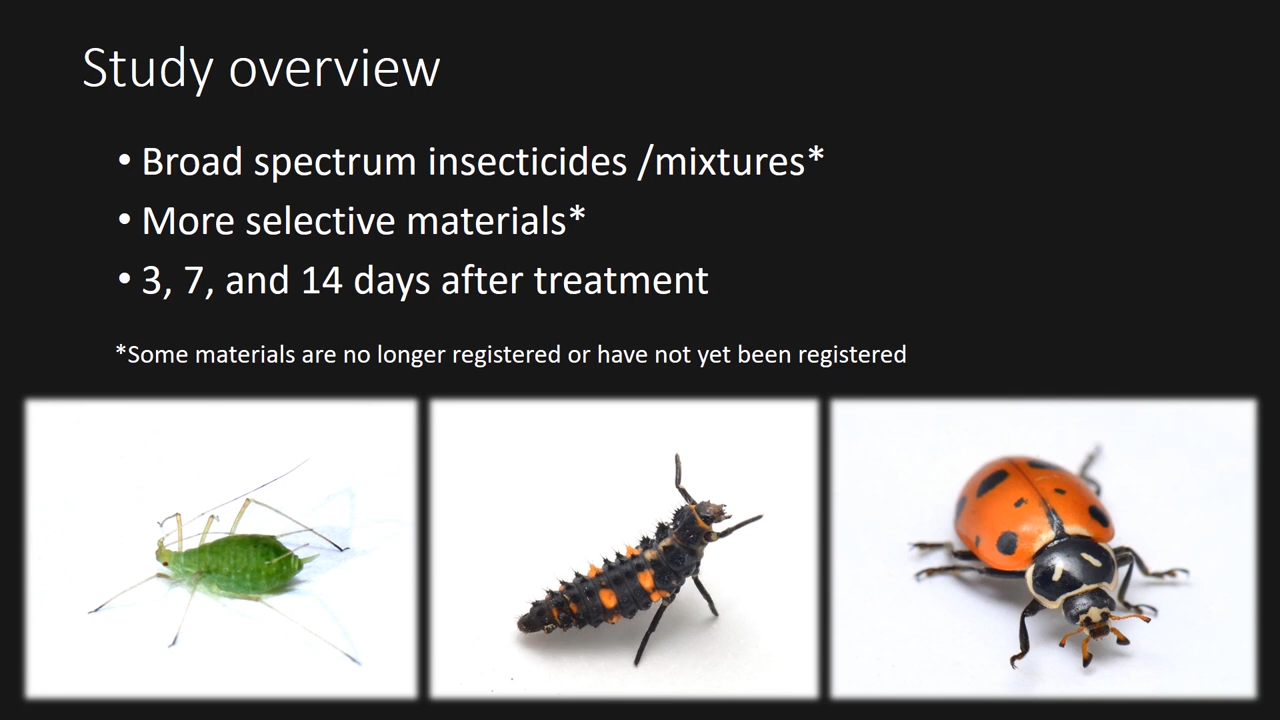 Study overview
• Broad spectrum insecticides /mixtures*
• More selective materials*
• 3, 7, and 14 days after treatment
*Some materials are no longer registered or have not yet been registered